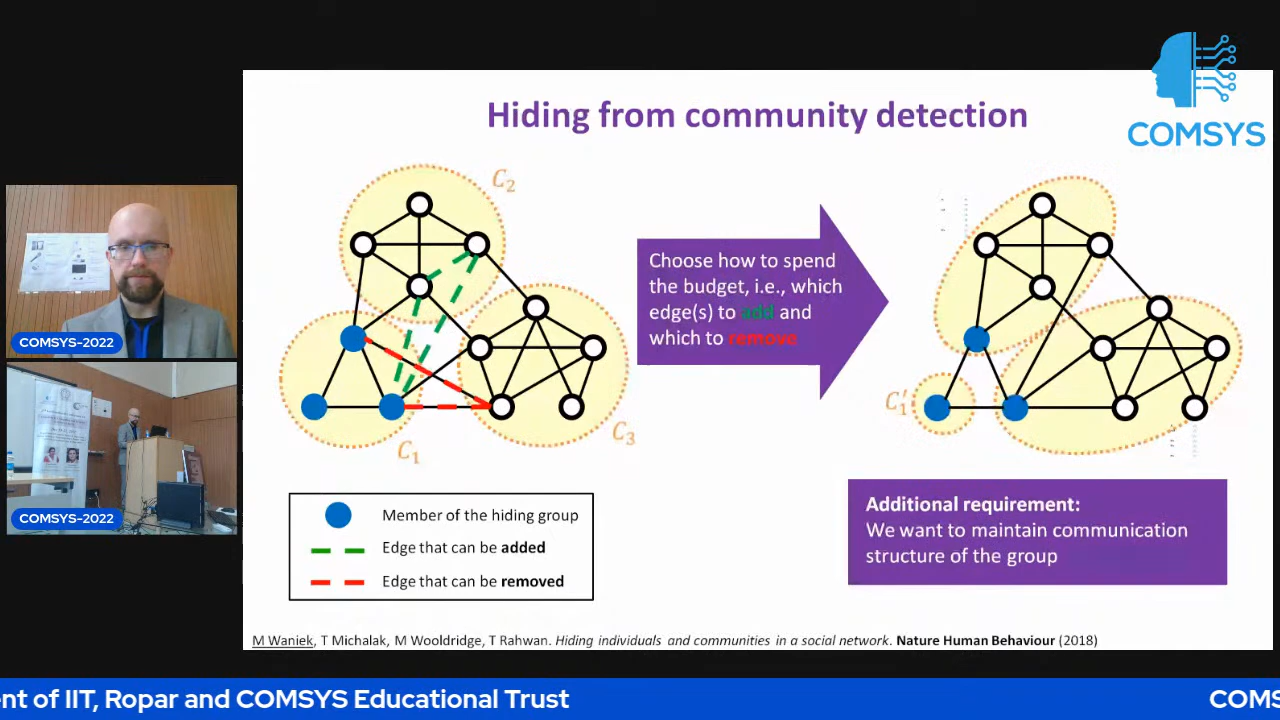 COMSYS
Hiding from community detection
C₂
C₁
C₃
Choose how to spend
the budget, i.e., which
edge(s) to add and
which to remove
C₁'
Member of the hiding group
Edge that can be added
Edge that can be removed
Additional requirement:
We want to maintain communication
structure of the group
M Waniek, T Michalak, M Wooldridge, T Rahwan. Hiding individuals and communities in a social network. Nature Human Behaviour (2018)
COMSYS-2022
COMSYS-2022
ent of IIT, Ropar and COMSYS Educational Trust
COMS